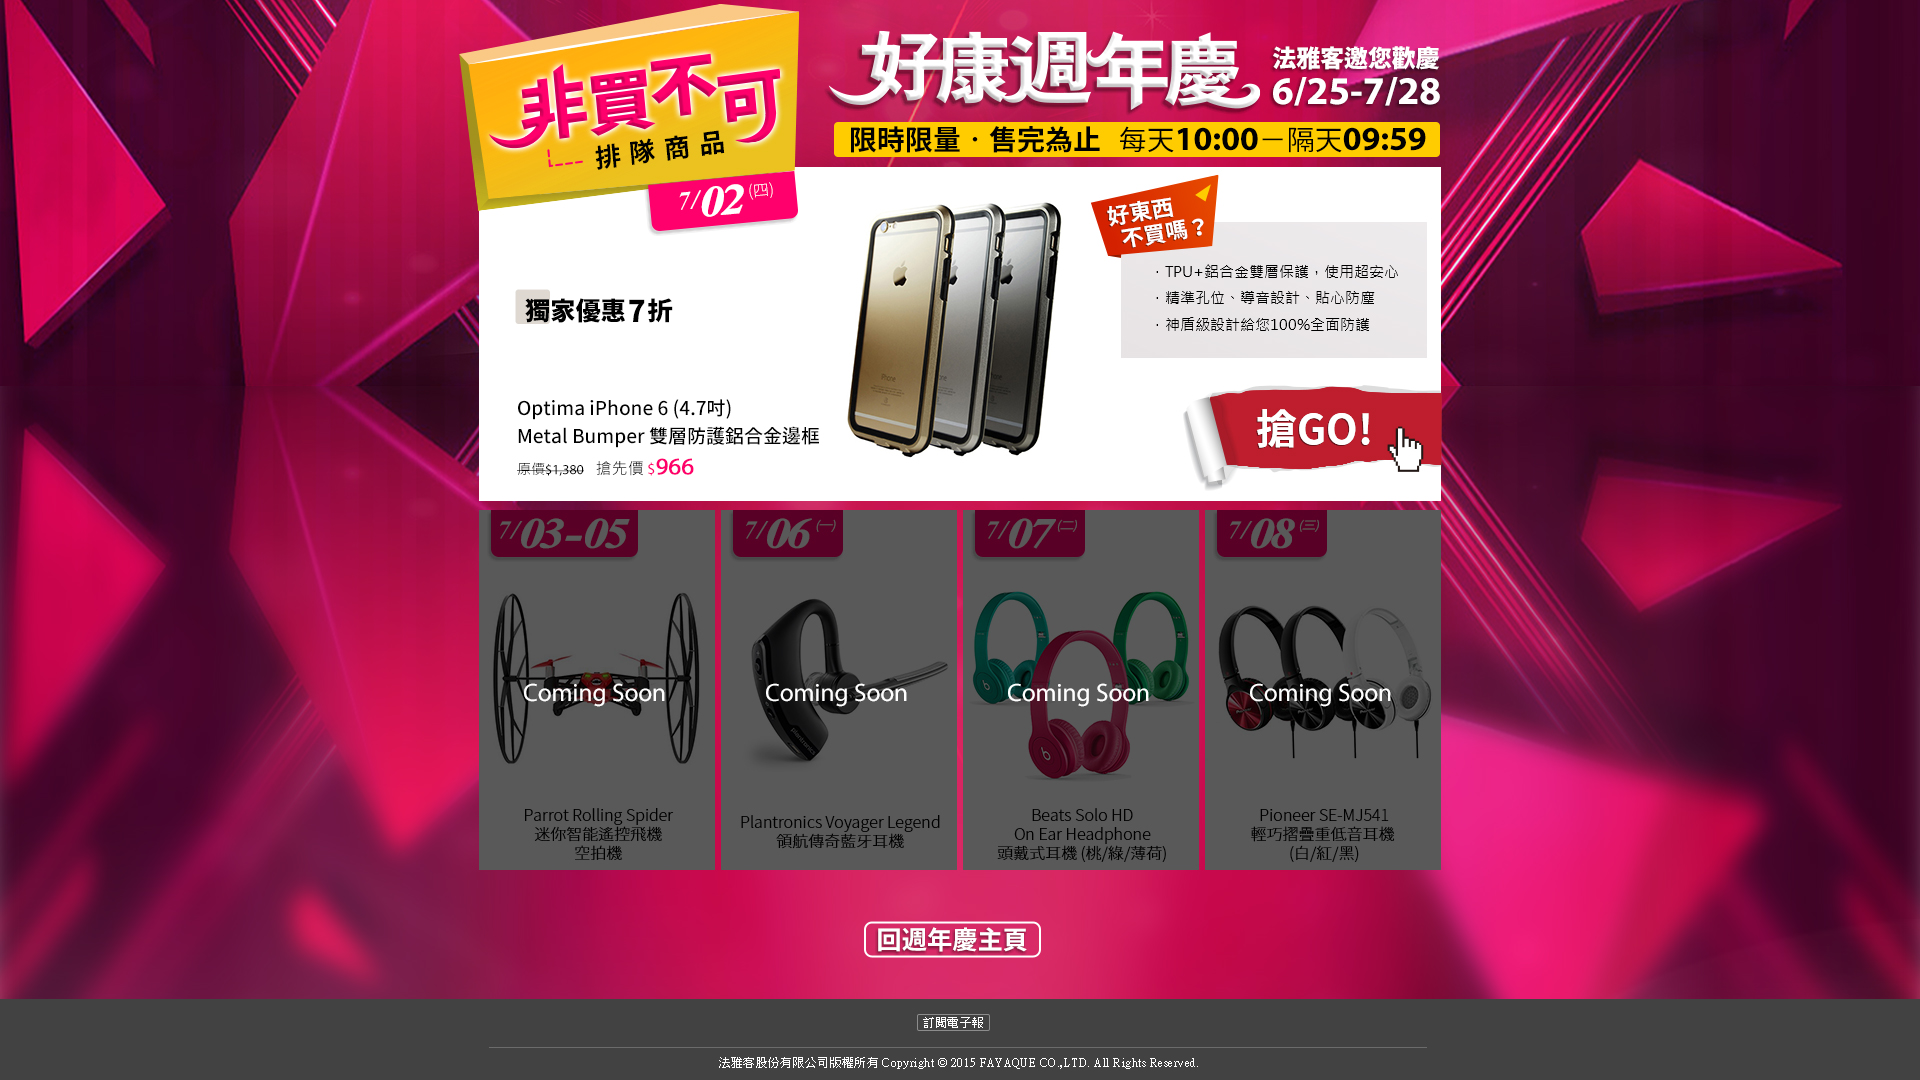 非買不可
排隊商品
7/02 (四)
好康週年慶
法雅客邀您歡慶
6/25-7/28
限時限量·售完為止 每天10:00－隔天09:59
好東西
不買嗎？
· TPU+鋁合金雙層保護，使用超安心
· 精準孔位、導音設計、貼心防塵
· 神盾級設計給您100%全面防護
獨家優惠7折
Optima iPhone 6 (4.7吋)
Metal Bumper 雙層防護鋁合金邊框
原價$1,380 搶先價 $966
搶GO!
7/03-05
Coming Soon
Parrot Rolling Spider
迷你智能遙控飛機
空拍機
7/06 (一)
Coming Soon
Plantronics Voyager Legend
領航傳奇藍牙耳機
7/07 (二)
Coming Soon
Beats Solo HD
On Ear Headphone
頭戴式耳機 (桃/綠/薄荷)
7/08 (三)
Coming Soon
Pioneer SE-MJ541
輕巧摺疊重低音耳機
(白/紅/黑)
回週年慶主頁
訂閱電子報
法雅客股份有限公司版權所有 Copyright © 2015 FAYAQUE CO.,LTD. All Rights Reserved.